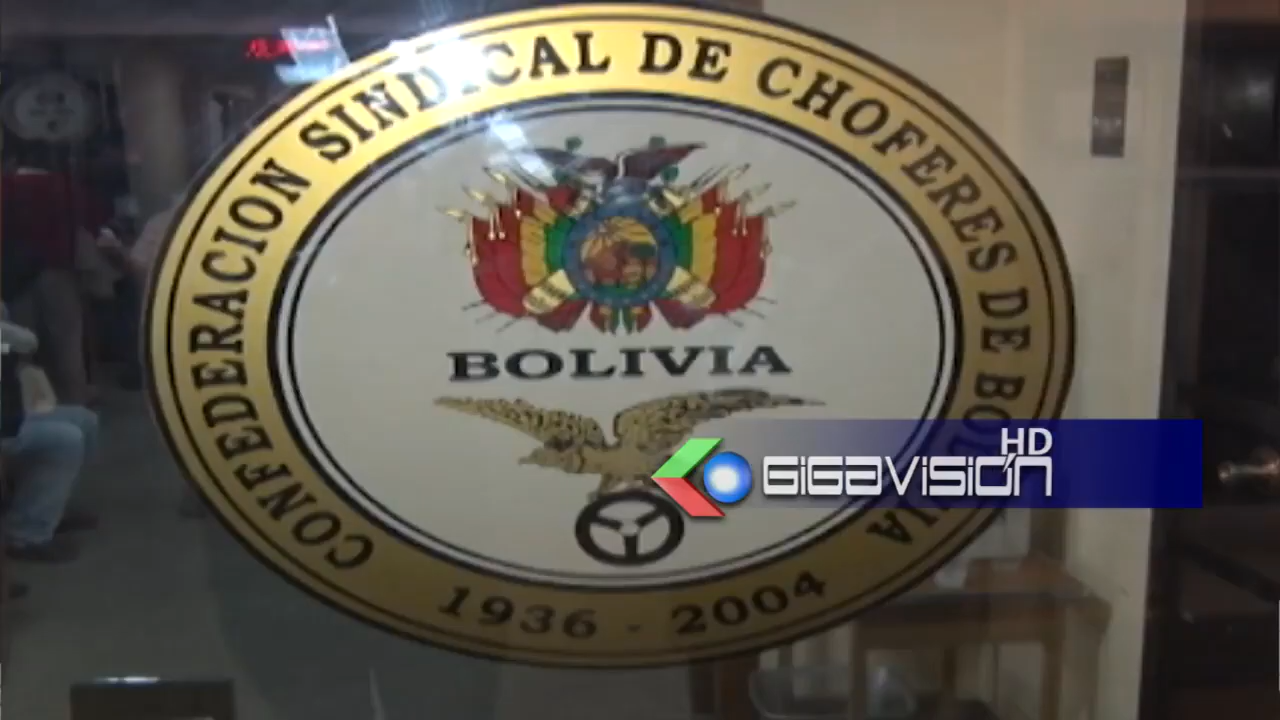 CONFEDERACION SINDICAL DE CHOFERES DE BOLIVIA
BOLIVIA
1936 - 2004
GIGAVISIÓN HD